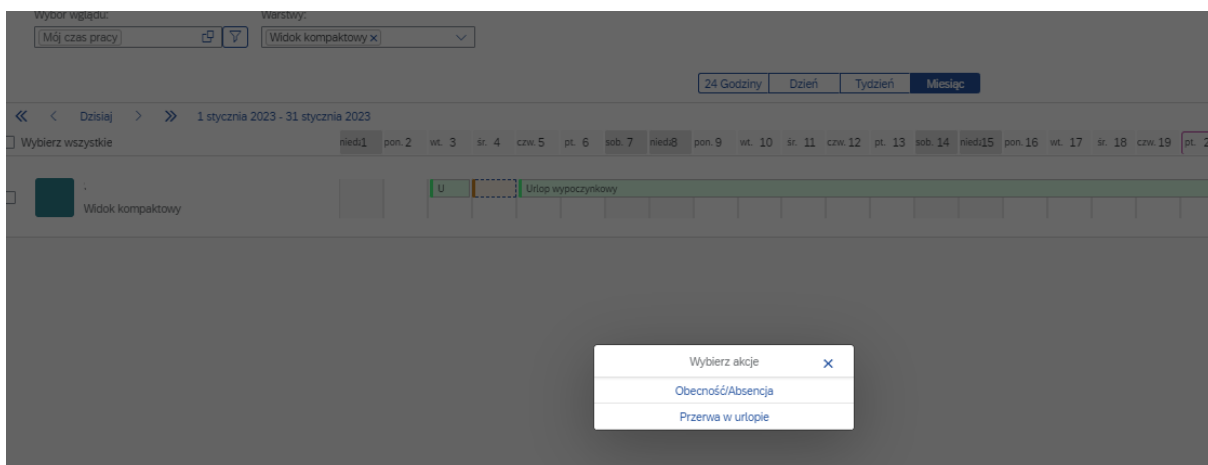 Wybór wglądu: Warstwy:
Mój czas pracy Widok kompaktowy ×
24 Godziny Dzień Tydzień Miesiąc
Dzisiaj 1 stycznia 2023 - 31 stycznia 2023
Wybierz wszystkie pon. 2 wt. 3 śr. 4 czw. 5 pt. 6 sob. 7 pon. 9 wt. 10 śr. 11 czw. 12 pt. 13 sob. 14 pon. 16 wt. 17 śr. 18 czw. 19 pt.
U Urlop wypoczynkowy
Widok kompaktowy
Wybierz akcje ×
Obecność/Absencja
Przerwa w urlopie